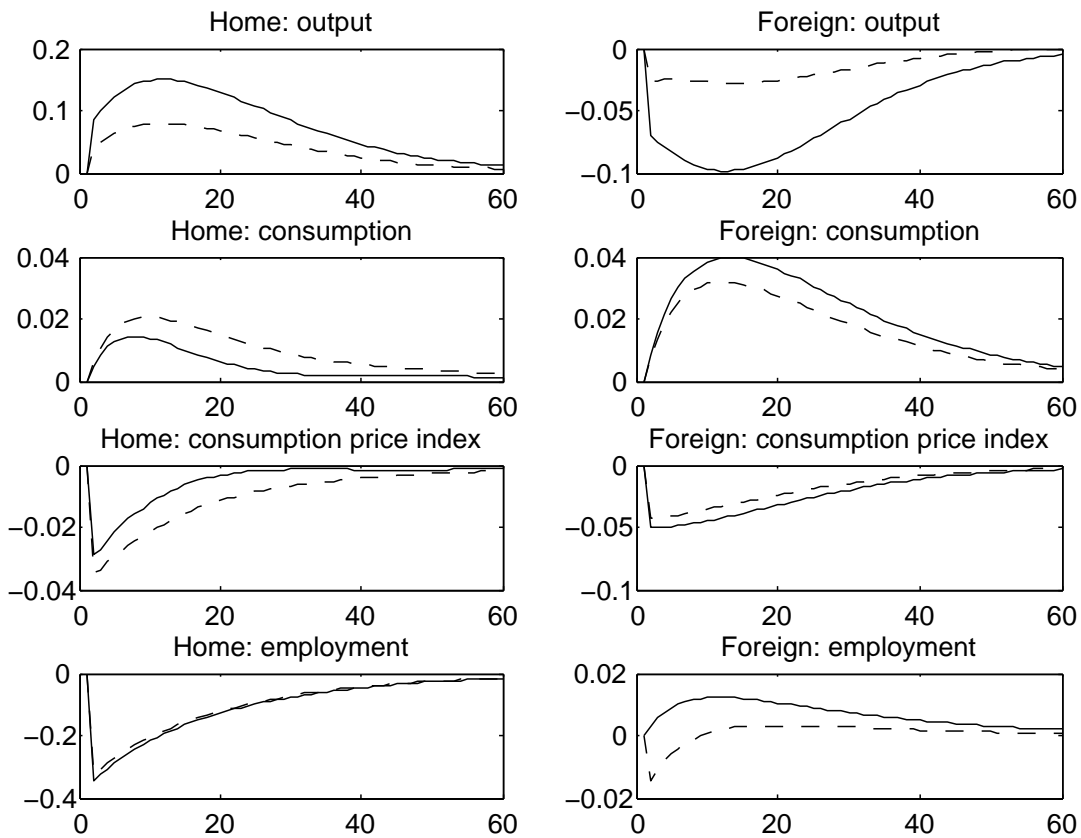 Home: output
0.2
0.1
0
0 20 40 60
Foreign: output
0
−0.05
−0.1
0 20 40 60
Home: consumption
0.04
0.02
0
0 20 40 60
Foreign: consumption
0.04
0.02
0
0 20 40 60
Home: consumption price index
0
−0.02
−0.04
0 20 40 60
Foreign: consumption price index
0
−0.05
−0.1
0 20 40 60
Home: employment
0
−0.2
−0.4
0 20 40 60
Foreign: employment
0.02
0
−0.02
0 20 40 60